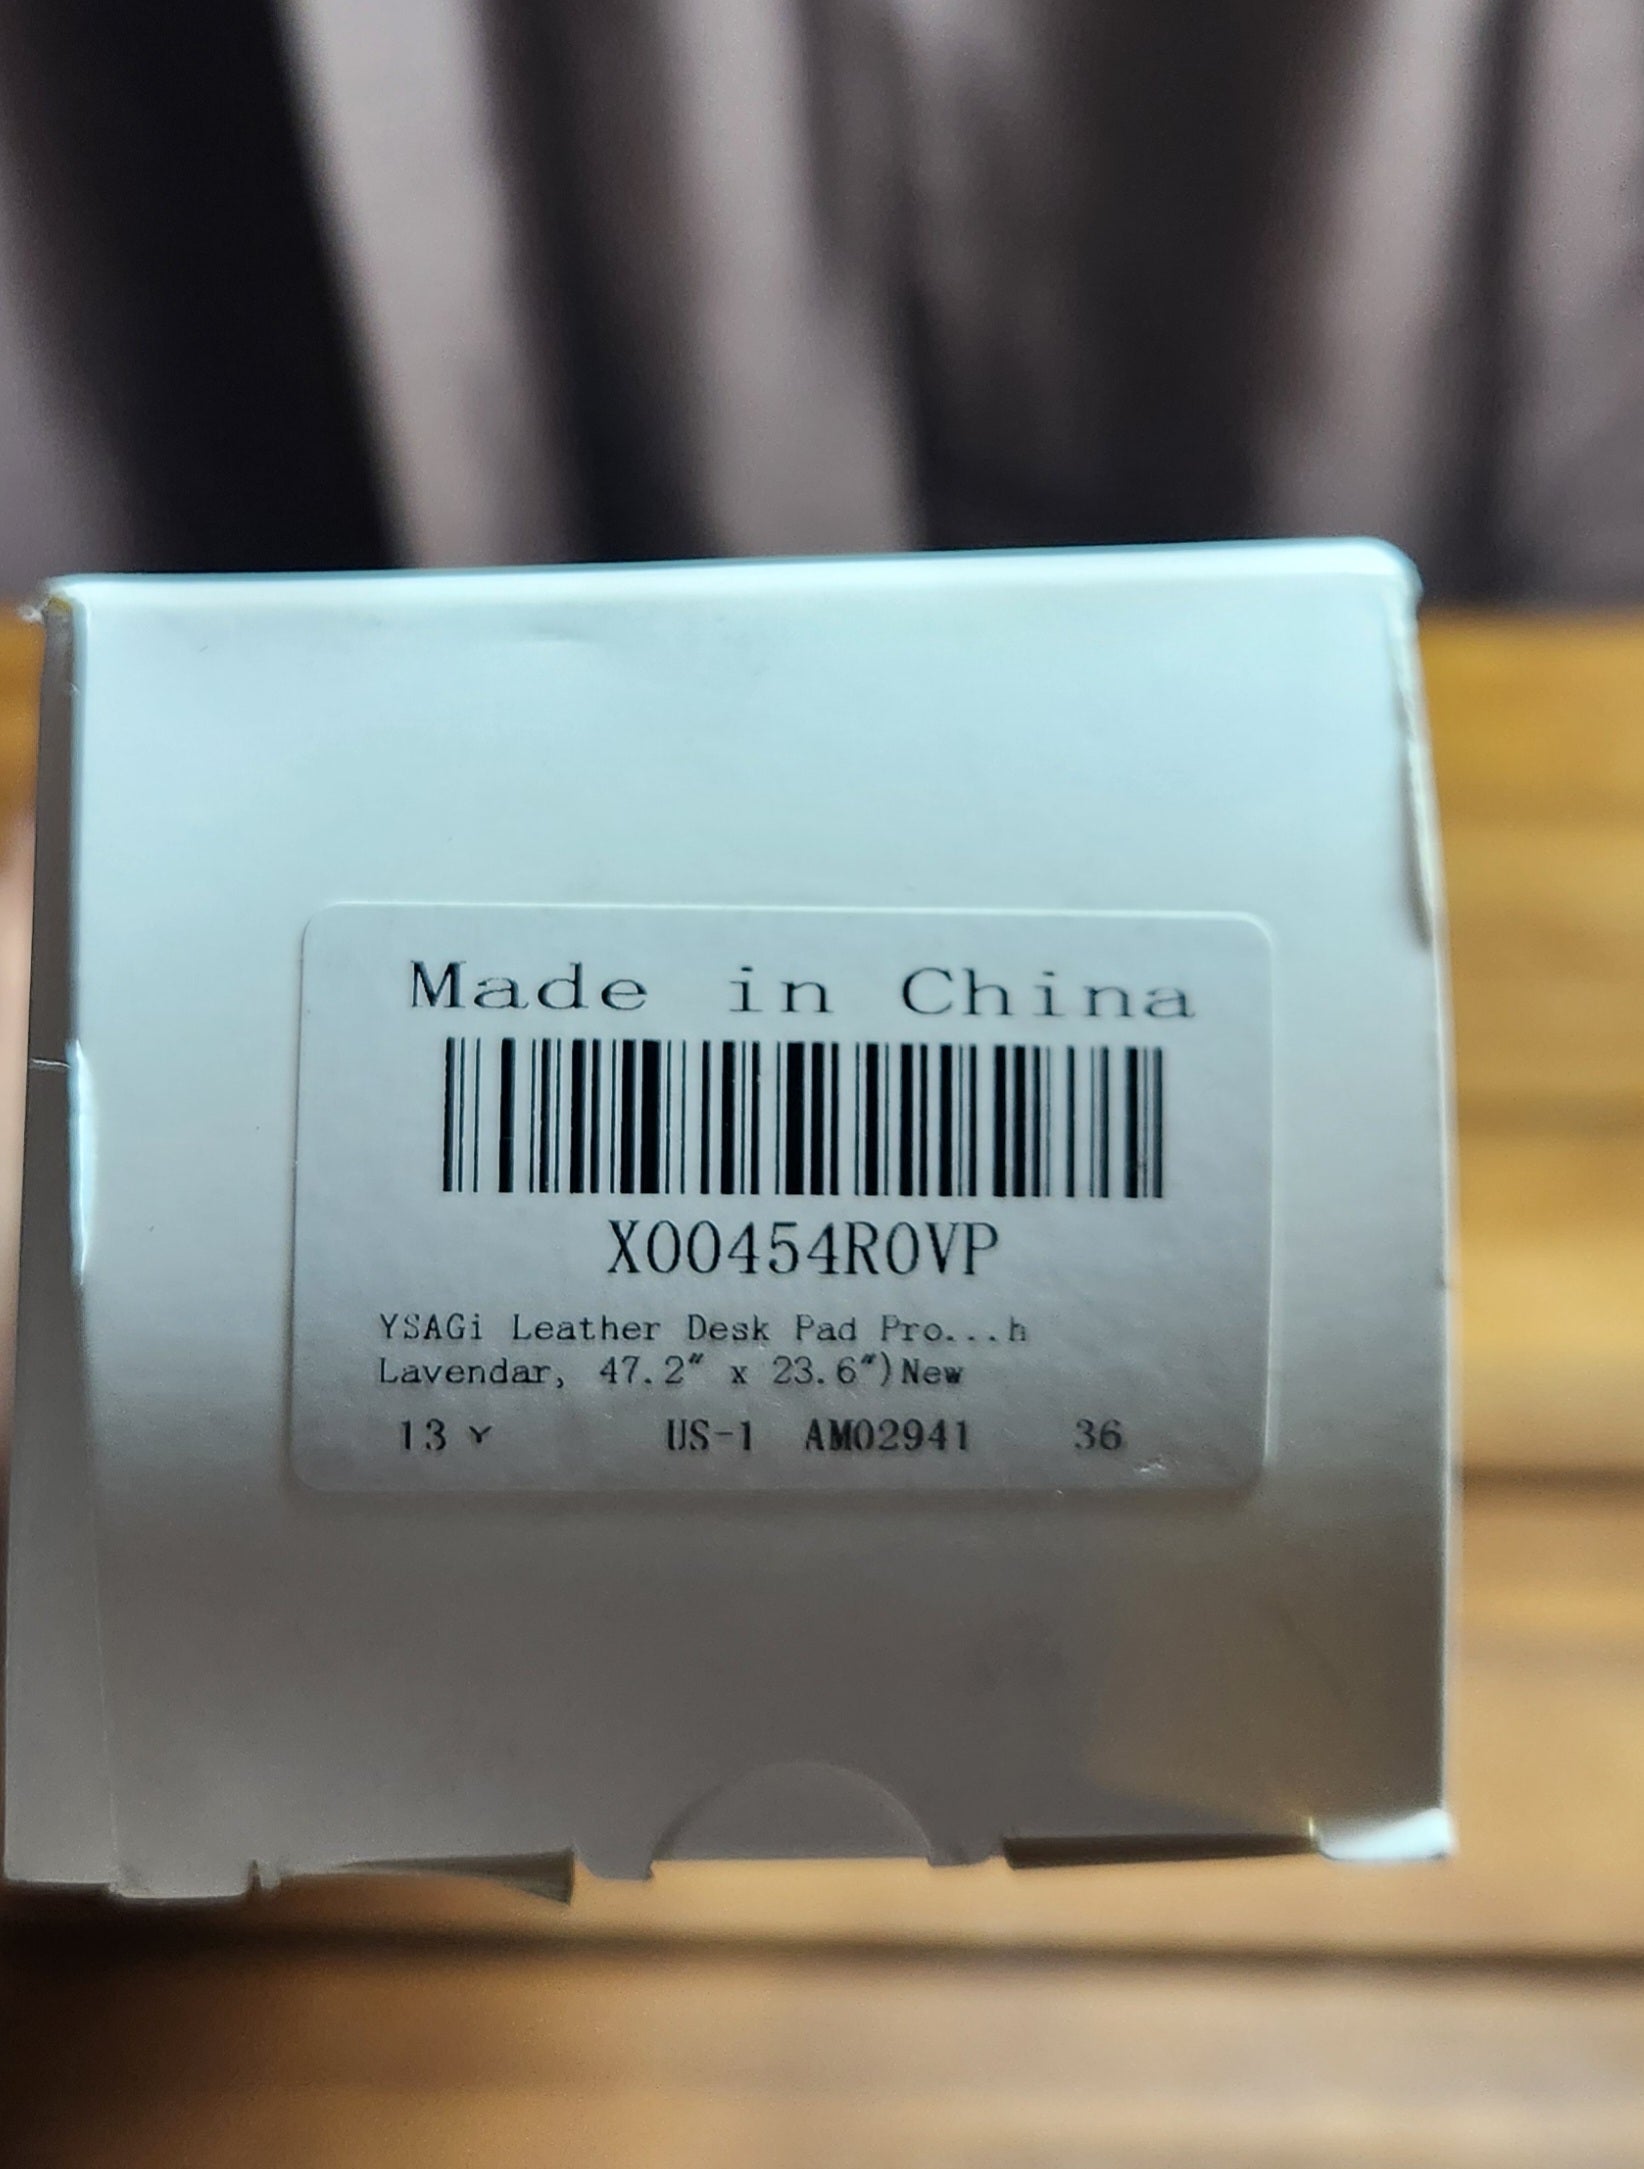 Made in China
X00454R0VP
YSAGi Leather Desk Pad Pro...h
Lavendar, 47.2" x 23.6")New
13 Y US-1 AM02941 36